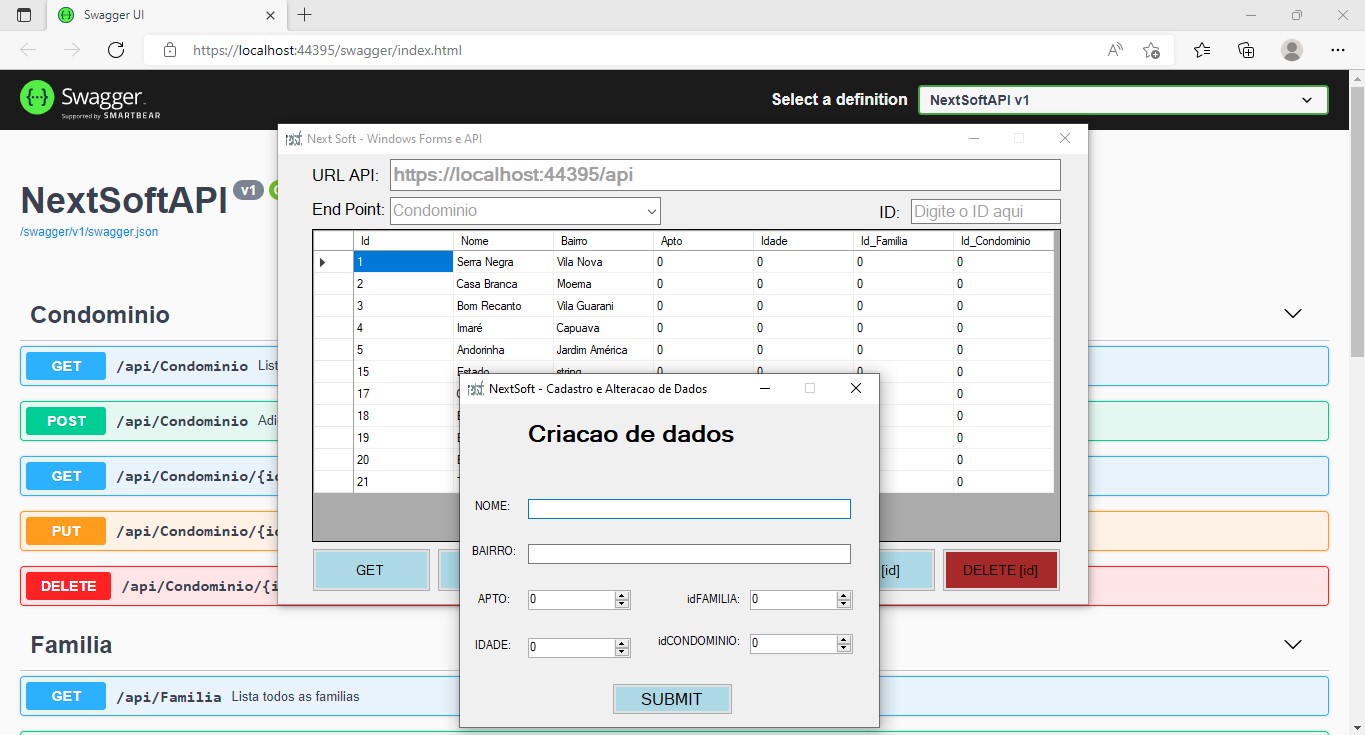 Swagger UI
https://localhost:44395/swagger/index.html
Swagger.
Supported by SMARTBEAR
Select a definition
NextSoftAPI v1
Next Soft - Windows Forms e API
URL API: https://localhost:44395/api
End Point: Condominio
ID: Digite o ID aqui
Id Nome Bairro Apto Idade Id_Familia Id_Condominio
1 Serra Negra Vila Nova 0 0 0 0
2 Casa Branca Moema 0 0 0 0
3 Bom Recanto Vila Guarani 0 0 0 0
4 Imaré Capuava 0 0 0 0
5 Andorinha Jardim América 0 0 0 0
15 Estado string 0 0 0 0
17 0
18 0
19 0
20 0
21 0
GET
[id]
DELETE [id]
NextSoft - Cadastro e Alteracao de Dados
Criacao de dados
NOME:
BAIRRO:
APTO: 0
idFAMILIA: 0
IDADE: 0
idCONDOMINIO: 0
SUBMIT
NextSoftAPI v1
/swagger/v1/swagger.json
Condominio
GET /api/Condominio List
POST /api/Condominio Adi
GET /api/Condominio/{i
PUT /api/Condominio/{i
DELETE /api/Condominio/{i
Familia
GET /api/Familia Lista todos as familias